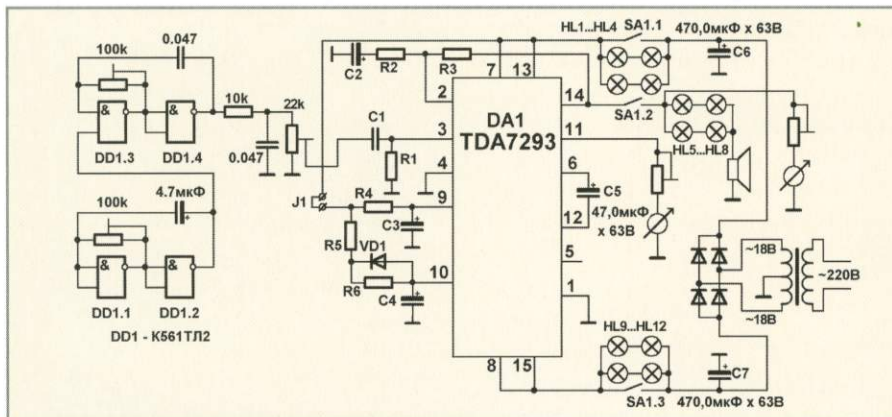 HL1...HL4 SA1.1 470,0мкФ x 63В
0.047
100k
C2 R2 R3
7 13
C6
2
14
DA1
TDA7293
SA1.2
& &
10k 22k
C1
3
11
DD1.3 DD1.4
HL5...HL8
0.047
R1
4
6
100k 4.7мкФ
J1
R4
9
C5
C3
47,0мкФ
x 63В
12
R5
VD1
5
~18В
& &
10
~220В
R6
C4
1
~18В
DD1.1 DD1.2
DD1 - К561ТЛ2
HL9...HL12
8 15
C7
SA1.3 470,0мкФ x 63В